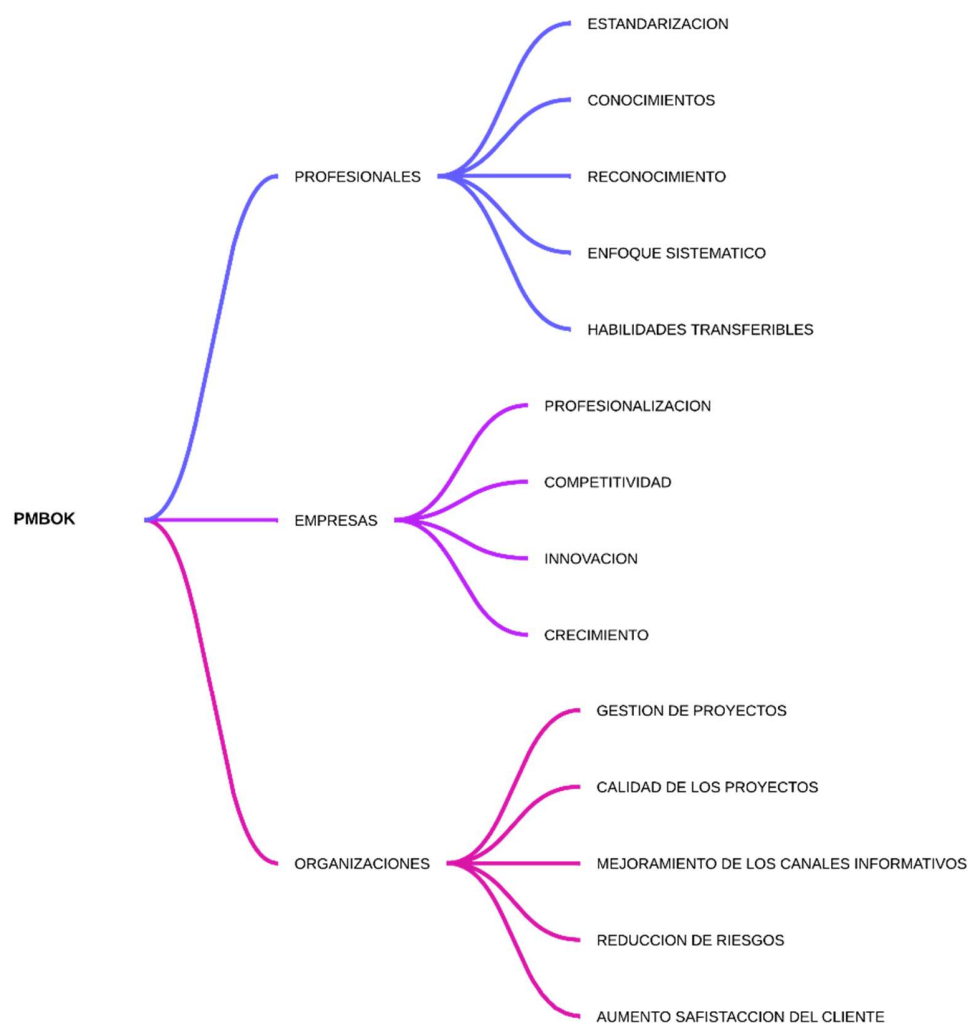 PMBOK
PROFESIONALES
ESTANDARIZACION
CONOCIMIENTOS
RECONOCIMIENTO
ENFOQUE SISTEMATICO
HABILIDADES TRANSFERIBLES
EMPRESAS
PROFESIONALIZACION
COMPETITIVIDAD
INNOVACION
CRECIMIENTO
ORGANIZACIONES
GESTION DE PROYECTOS
CALIDAD DE LOS PROYECTOS
MEJORAMIENTO DE LOS CANALES INFORMATIVOS
REDUCCION DE RIESGOS
AUMENTO SAFISTACCION DEL CLIENTE